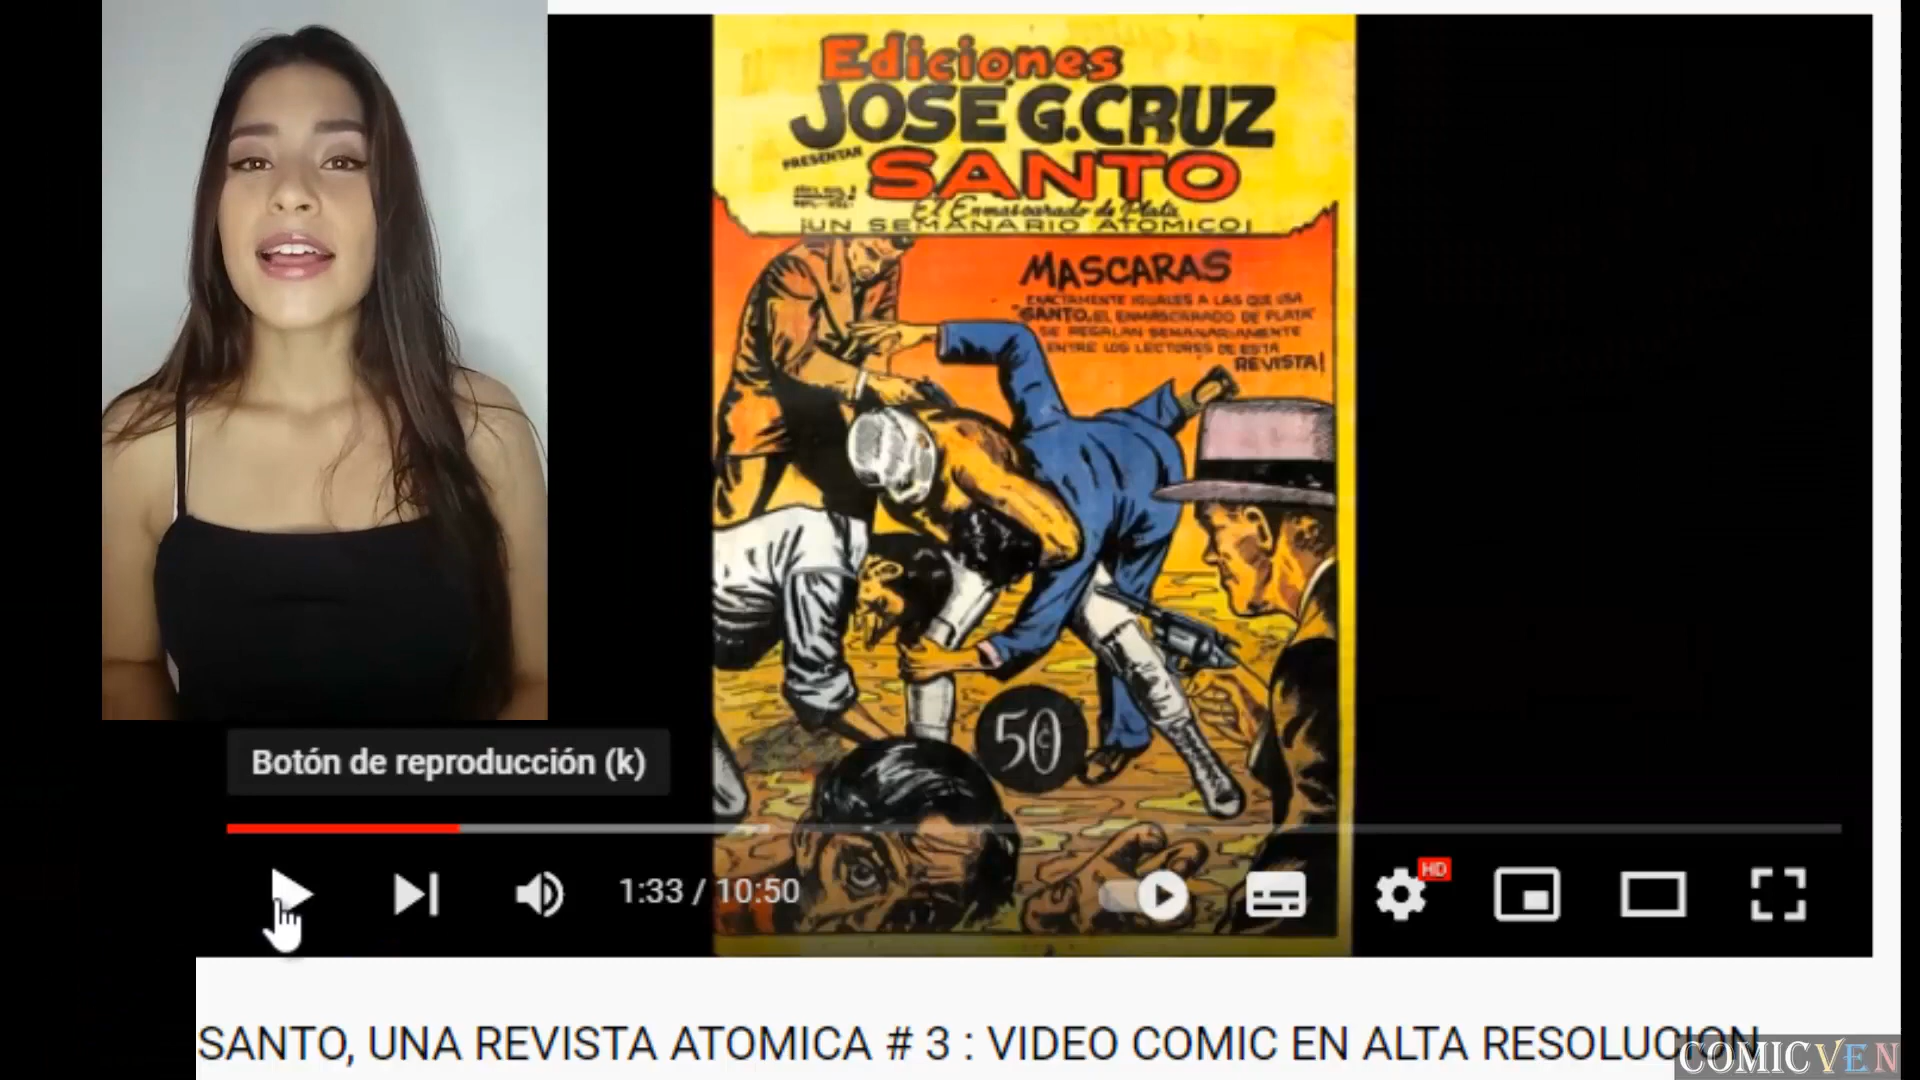 Ediciones
JOSE G. CRUZ
PRESENTAN
SANTO
El Enmascarado de Plata
¡UN SEMANARIO ATOMICO!
MASCARAS
EXACTAMENTE IGUALES A LAS QUE USA
"SANTO, EL ENMASCARADO DE PLATA"
SE REGALAN SEMANARIAMENTE
ENTRE LOS LECTORES DE ESTA
REVISTA!
50¢
Botón de reproducción (k)
1:33 / 10:50
HD
SANTO, UNA REVISTA ATOMICA # 3 : VIDEO COMIC EN ALTA RESOLUCION
COMICVEN